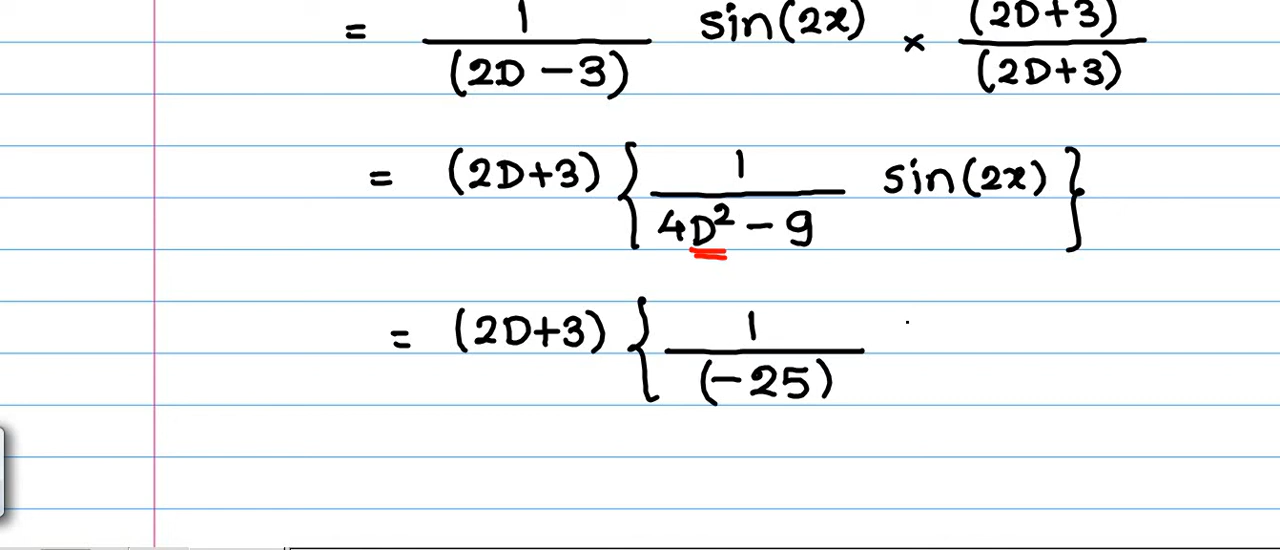 = 1/(2D - 3) sin(2x) × (2D+3)/(2D+3)
= (2D+3) { 1/(4D² - 9) sin(2x) }
= (2D+3) { 1/(-25)